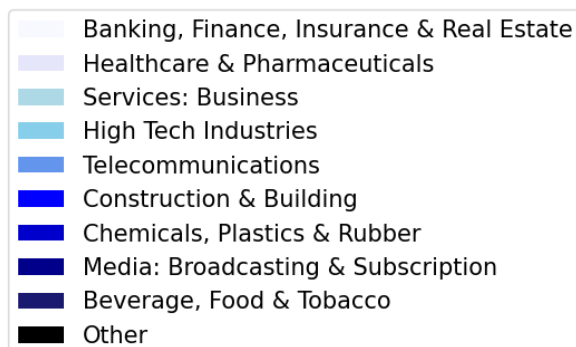 Banking, Finance, Insurance & Real Estate
Healthcare & Pharmaceuticals
Services: Business
High Tech Industries
Telecommunications
Construction & Building
Chemicals, Plastics & Rubber
Media: Broadcasting & Subscription
Beverage, Food & Tobacco
Other